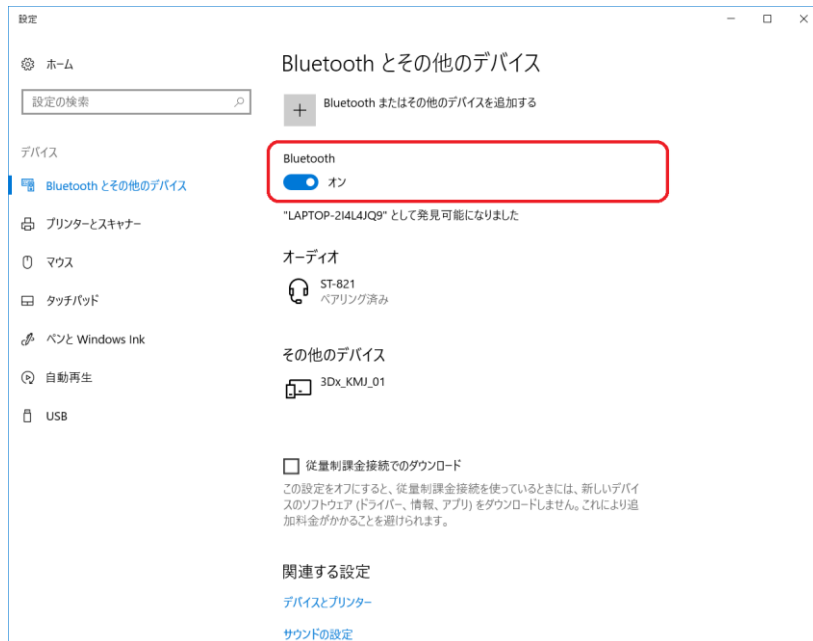 設定
ホーム
設定の検索
デバイス
Bluetooth とその他のデバイス
プリンターとスキャナー
マウス
タッチパッド
ペンと Windows Ink
自動再生
USB
Bluetooth とその他のデバイス
Bluetooth またはその他のデバイスを追加する
Bluetooth
オン
"LAPTOP-2I4L4JQ9" として発見可能になりました
オーディオ
ST-821
ペアリング済み
その他のデバイス
3Dx_KMJ_01
従量制課金接続でのダウンロード
この設定をオフにすると、従量制課金接続を使っているときには、新しいデバイ
スのソフトウェア (ドライバー、情報、アプリ) をダウンロードしません。これにより追
加料金がかかることを避けられます。
関連する設定
デバイスとプリンター
サウンドの設定